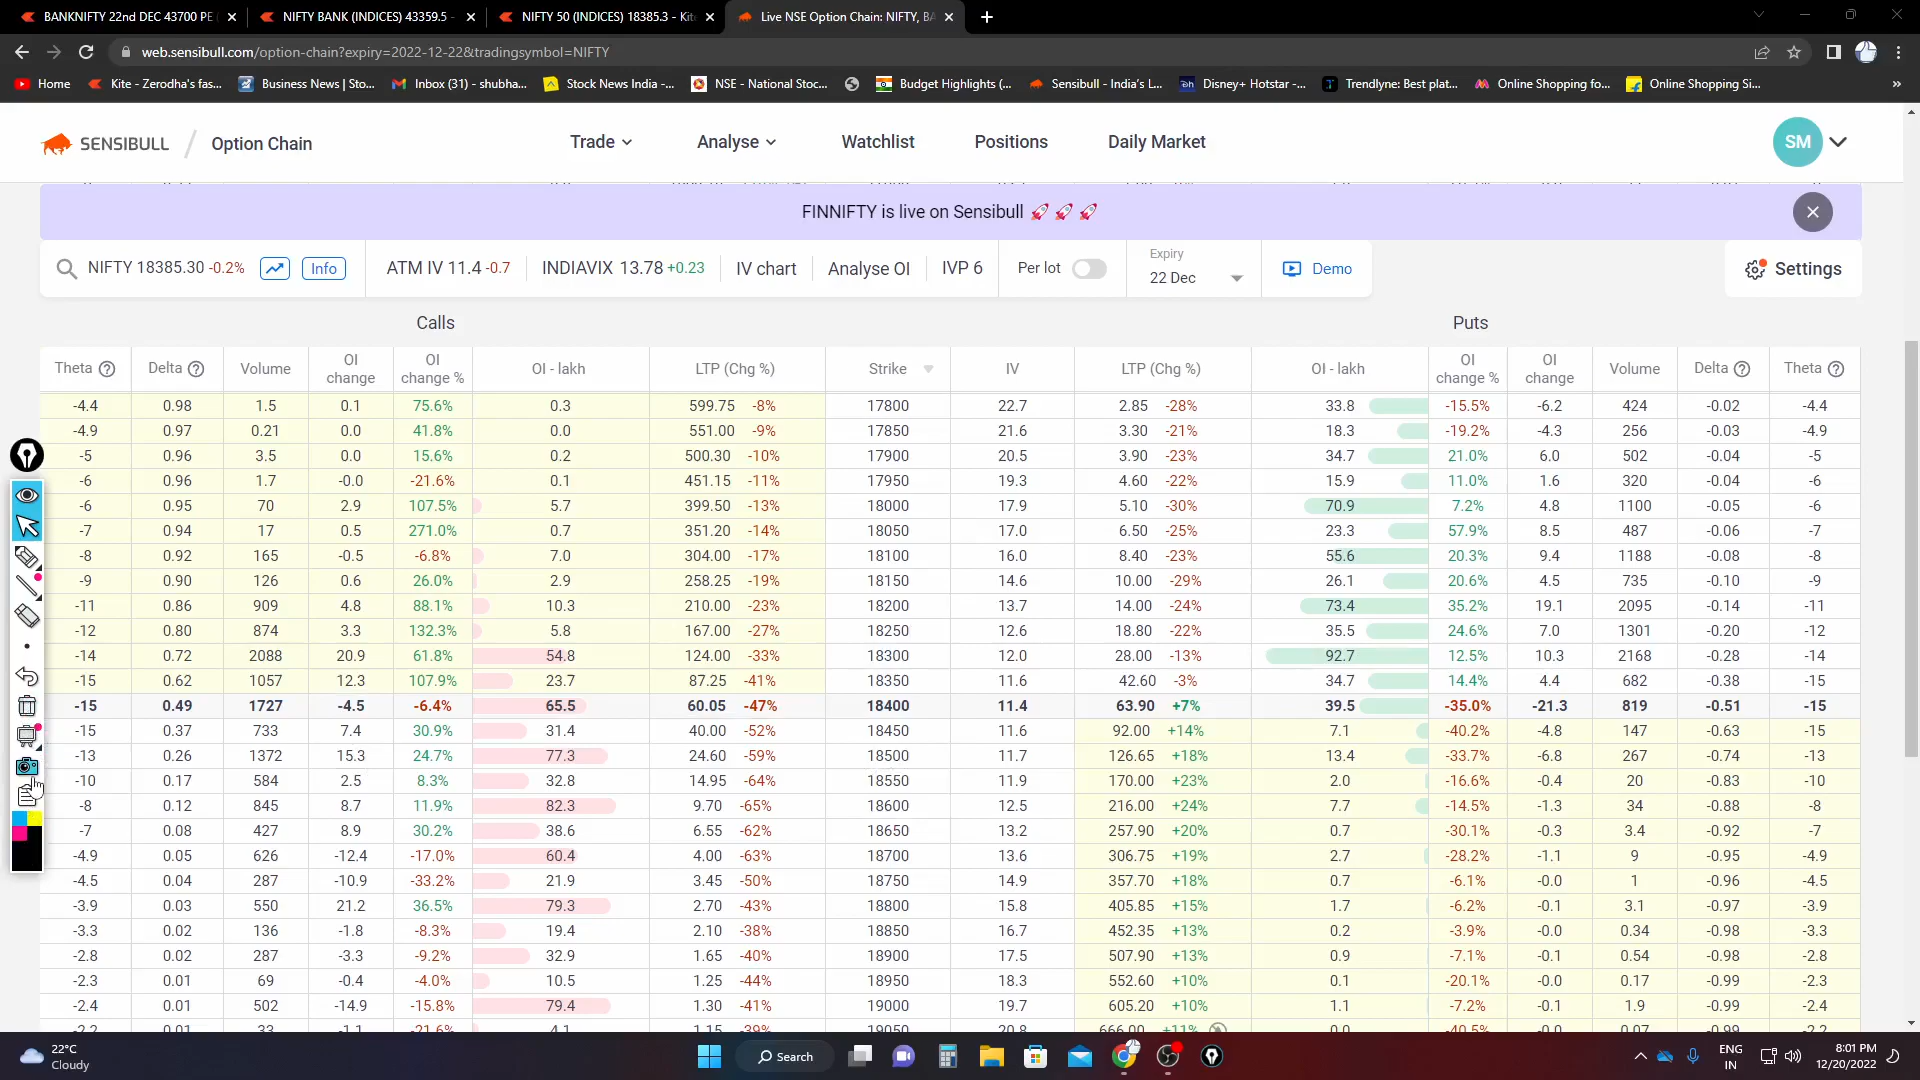 BANKNIFTY 22nd DEC 43700 PE
NIFTY BANK (INDICES) 43359.5 -
NIFTY 50 (INDICES) 18385.3 - Kite
Live NSE Option Chain: NIFTY, BA
web.sensibull.com/option-chain?expiry=2022-12-22&tradingsymbol=NIFTY
Home Kite - Zerodha's fas... Business News | Sto... Inbox (31) - shubha... Stock News India -... NSE - National Stoc... Budget Highlights (... Sensibull - India's L... Disney+ Hotstar -... Trendlyne: Best plat... Online Shopping fo... Online Shopping Si... »
SENSIBULL / Option Chain Trade Analyse Watchlist Positions Daily Market SM
FINNIFTY is live on Sensibull 🚀 🚀 🚀
NIFTY 18385.30 -0.2% Info ATM IV 11.4 -0.7 INDIAVIX 13.78 +0.23 IV chart Analyse OI IVP 6 Per lot Expiry 22 Dec Demo Settings
Calls Puts
Theta Delta Volume OI change OI change % OI - lakh LTP (Chg %) Strike IV LTP (Chg %) OI - lakh OI change % OI change Volume Delta Theta
-4.4 0.98 1.5 0.1 75.6% 0.3 599.75 -8% 17800 22.7 2.85 -28% 33.8 -15.5% -6.2 424 -0.02 -4.4
-4.9 0.97 0.21 0.0 41.8% 0.0 551.00 -9% 17850 21.6 3.30 -21% 18.3 -19.2% -4.3 256 -0.03 -4.9
-5 0.96 3.5 0.0 15.6% 0.2 500.30 -10% 17900 20.5 3.90 -23% 34.7 21.0% 6.0 502 -0.04 -5
-6 0.96 1.7 -0.0 -21.6% 0.1 451.15 -11% 17950 19.3 4.60 -22% 15.9 11.0% 1.6 320 -0.04 -6
-6 0.95 70 2.9 107.5% 5.7 399.50 -13% 18000 17.9 5.10 -30% 70.9 7.2% 4.8 1100 -0.05 -6
-7 0.94 17 0.5 271.0% 0.7 351.20 -14% 18050 17.0 6.50 -25% 23.3 57.9% 8.5 487 -0.06 -7
-8 0.92 165 -0.5 -6.8% 7.0 304.00 -17% 18100 16.0 8.40 -23% 55.6 20.3% 9.4 1188 -0.08 -8
-9 0.90 126 0.6 26.0% 2.9 258.25 -19% 18150 14.6 10.00 -29% 26.1 20.6% 4.5 735 -0.10 -9
-11 0.86 909 4.8 88.1% 10.3 210.00 -23% 18200 13.7 14.00 -24% 73.4 35.2% 19.1 2095 -0.14 -11
-12 0.80 874 3.3 132.3% 5.8 167.00 -27% 18250 12.6 18.80 -22% 35.5 24.6% 7.0 1301 -0.20 -12
-14 0.72 2088 20.9 61.8% 54.8 124.00 -33% 18300 12.0 28.00 -13% 92.7 12.5% 10.3 2168 -0.28 -14
-15 0.62 1057 12.3 107.9% 23.7 87.25 -41% 18350 11.6 42.60 -3% 34.7 14.4% 4.4 682 -0.38 -15
-15 0.49 1727 -4.5 -6.4% 65.5 60.05 -47% 18400 11.4 63.90 +7% 39.5 -35.0% -21.3 819 -0.51 -15
-15 0.37 733 7.4 30.9% 31.4 40.00 -52% 18450 11.6 92.00 +14% 7.1 -40.2% -4.8 147 -0.63 -15
-13 0.26 1372 15.3 24.7% 77.3 24.60 -59% 18500 11.7 126.65 +18% 13.4 -33.7% -6.8 267 -0.74 -13
-10 0.17 584 2.5 8.3% 32.8 14.95 -64% 18550 11.9 170.00 +23% 2.0 -16.6% -0.4 20 -0.83 -10
-8 0.12 845 8.7 11.9% 82.3 9.70 -65% 18600 12.5 216.00 +24% 7.7 -14.5% -1.3 34 -0.88 -8
-7 0.08 427 8.9 30.2% 38.6 6.55 -62% 18650 13.2 257.90 +20% 0.7 -30.1% -0.3 3.4 -0.92 -7
-4.9 0.05 626 -12.4 -17.0% 60.4 4.00 -63% 18700 13.6 306.75 +19% 2.7 -28.2% -1.1 9 -0.95 -4.9
-4.5 0.04 287 -10.9 -33.2% 21.9 3.45 -50% 18750 14.9 357.70 +18% 0.7 -6.1% -0.0 1 -0.96 -4.5
-3.9 0.03 550 21.2 36.5% 79.3 2.70 -43% 18800 15.8 405.85 +15% 1.7 -6.2% -0.1 3.1 -0.97 -3.9
-3.3 0.02 136 -1.8 -8.3% 19.4 2.10 -38% 18850 16.7 452.35 +13% 0.2 -3.9% -0.0 0.34 -0.98 -3.3
-2.8 0.02 287 -3.3 -9.2% 32.9 1.65 -40% 18900 17.5 507.90 +13% 0.9 -7.1% -0.1 0.54 -0.98 -2.8
-2.3 0.01 69 -0.4 -4.0% 10.5 1.25 -44% 18950 18.3 552.60 +10% 0.1 -20.1% -0.0 0.17 -0.99 -2.3
-2.4 0.01 502 -14.9 -15.8% 79.4 1.30 -41% 19000 19.7 605.20 +10% 1.1 -7.2% -0.1 1.9 -0.99 -2.4
-2.2 0.01 33 -1.1 -21.6% 4.1 1.15 -39% 19050 20.8 666.00 +11% 0.0 -40.5% -0.0 0.07 -0.99 -2.2
22°C
Cloudy
Search
ENG
IN
8:01 PM
12/20/2022